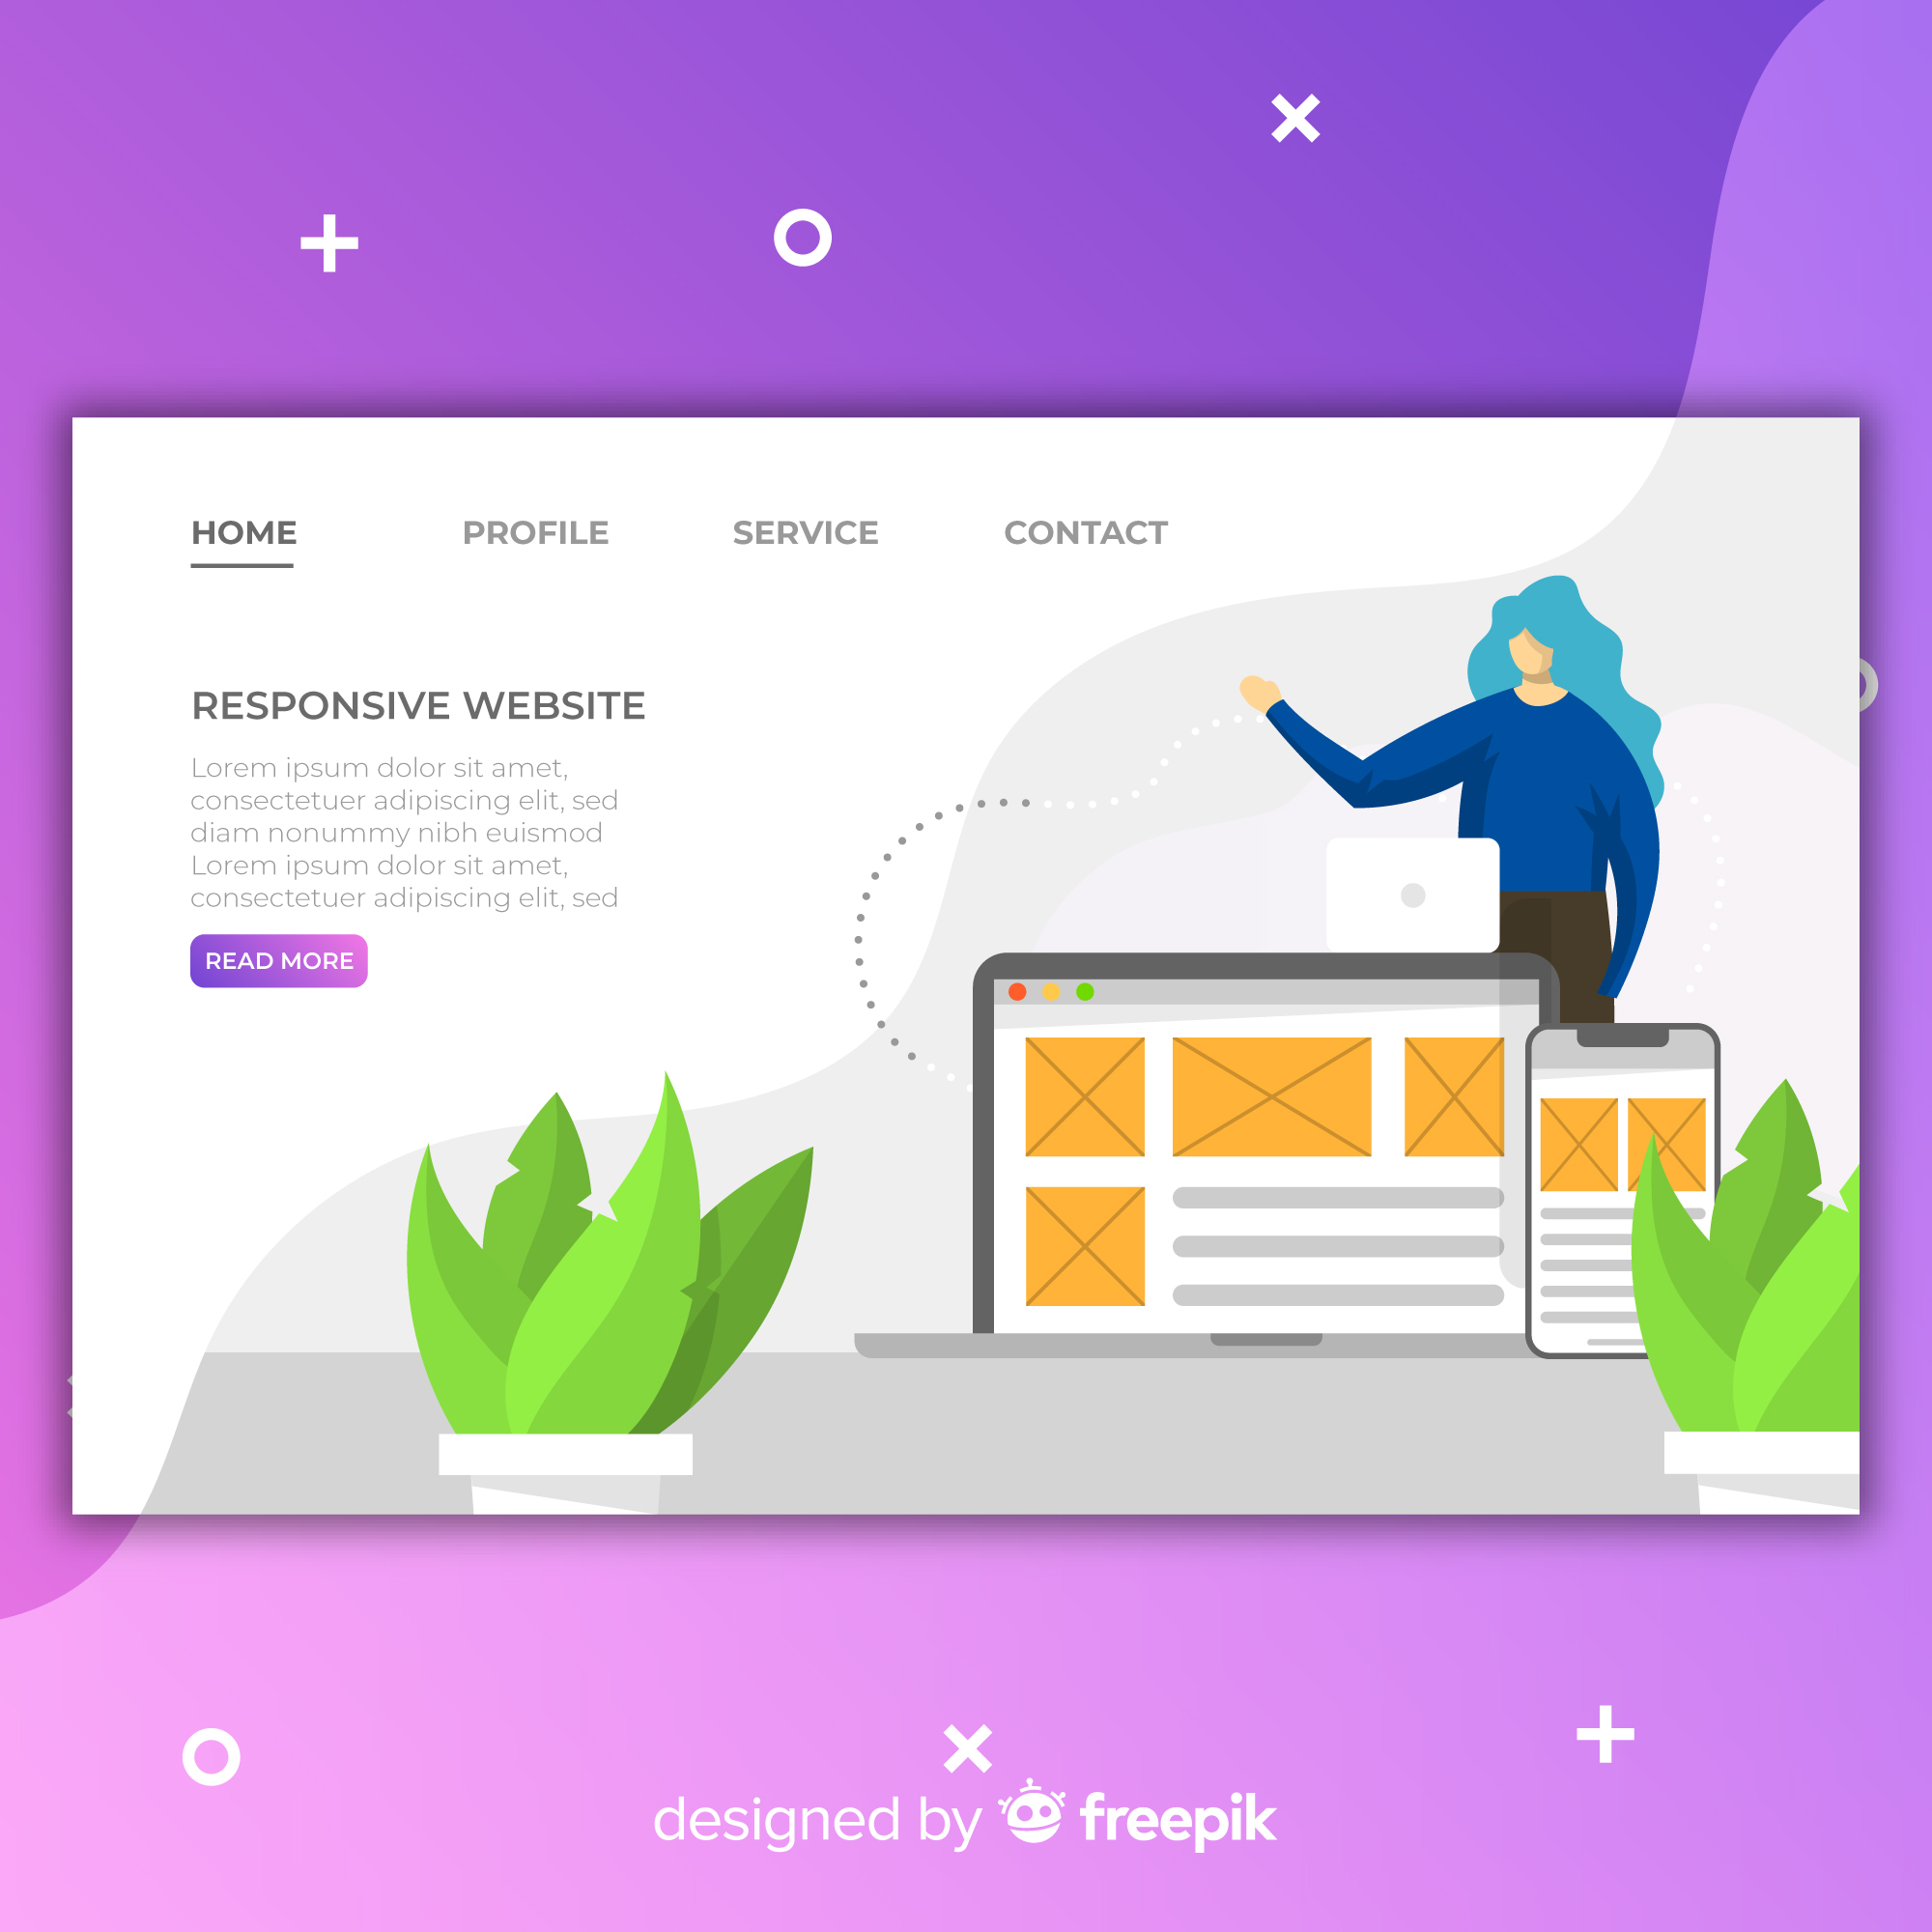 HOME PROFILE SERVICE CONTACT
RESPONSIVE WEBSITE
Lorem ipsum dolor sit amet,
consectetuer adipiscing elit, sed
diam nonummy nibh euismod
Lorem ipsum dolor sit amet,
consectetuer adipiscing elit, sed
READ MORE
designed by freepik